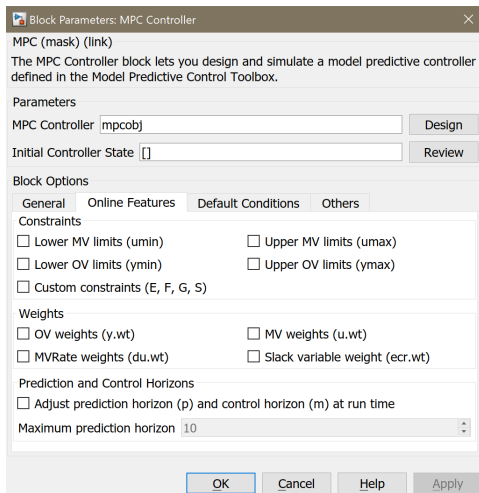 Block Parameters: MPC Controller
MPC (mask) (link)
The MPC Controller block lets you design and simulate a model predictive controller
defined in the Model Predictive Control Toolbox.
Parameters
MPC Controller mpcobj Design
Initial Controller State [] Review
Block Options
General Online Features Default Conditions Others
Constraints
Lower MV limits (umin) Upper MV limits (umax)
Lower OV limits (ymin) Upper OV limits (ymax)
Custom constraints (E, F, G, S)
Weights
OV weights (y.wt) MV weights (u.wt)
MVRate weights (du.wt) Slack variable weight (ecr.wt)
Prediction and Control Horizons
Adjust prediction horizon (p) and control horizon (m) at run time
Maximum prediction horizon 10
OK Cancel Help Apply